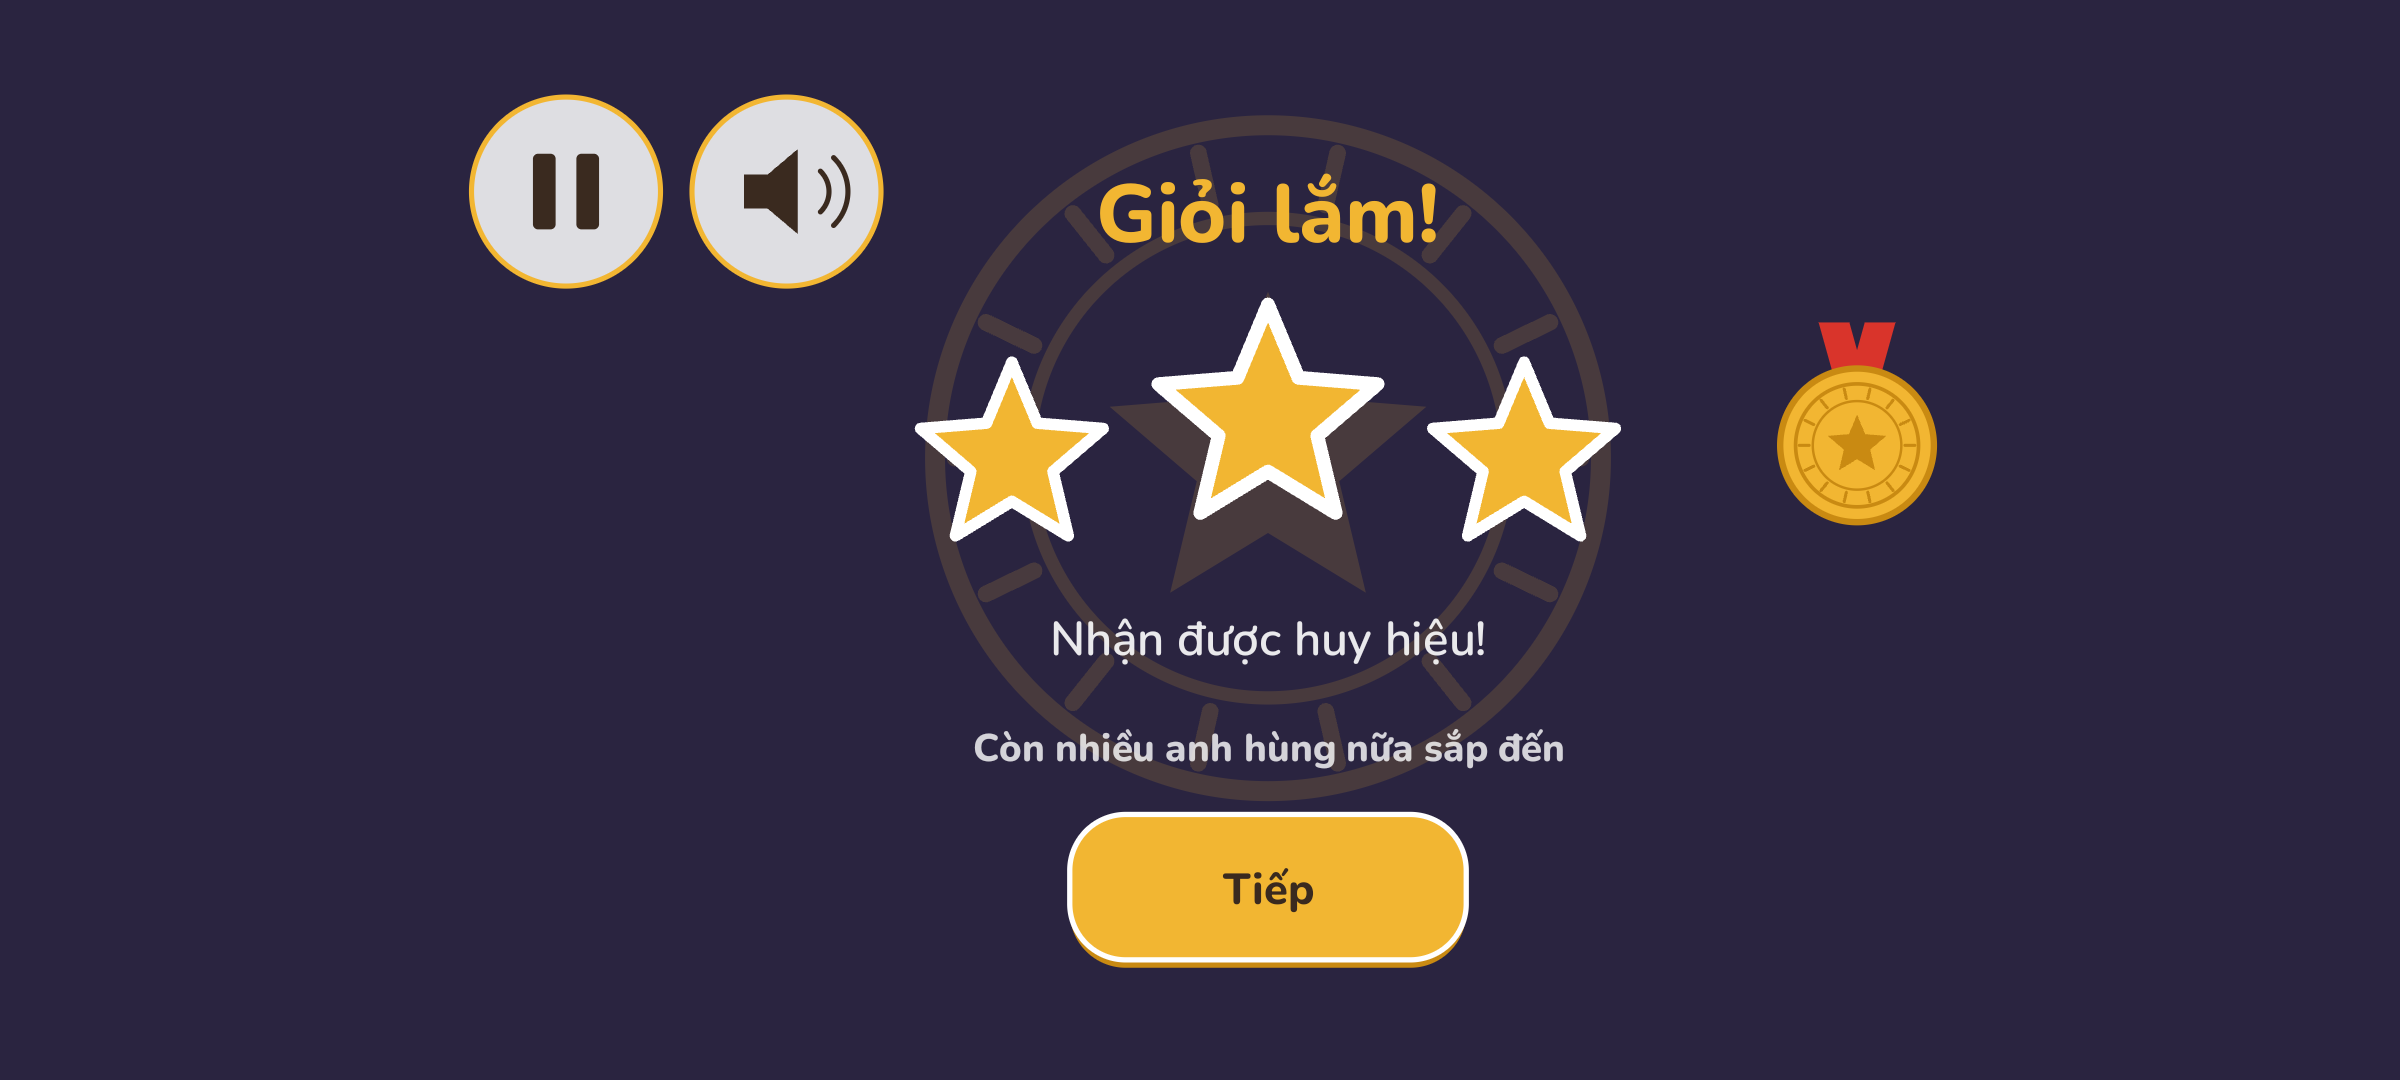 Giỏi lắm!
Nhận được huy hiệu!
Còn nhiều anh hùng nữa sắp đến
Tiếp